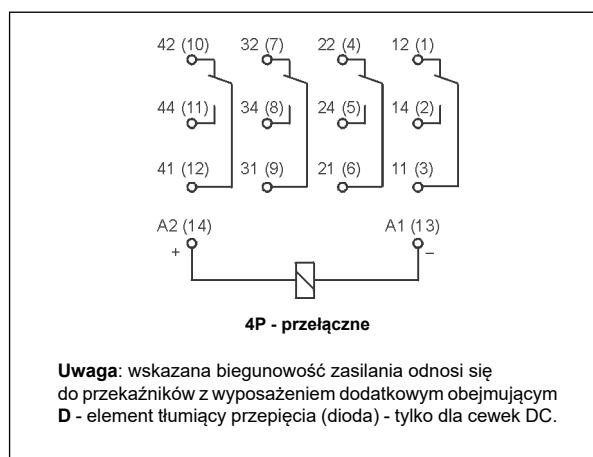 42 (10) 32 (7) 22 (4) 12 (1)
44 (11) 34 (8) 24 (5) 14 (2)
41 (12) 31 (9) 21 (6) 11 (3)
A2 (14) A1 (13)
+ –
4P - przełączne
Uwaga: wskazana biegunowość zasilania odnosi się
do przekaźników z wyposażeniem dodatkowym obejmującym
D - element tłumiący przepięcia (dioda) - tylko dla cewek DC.